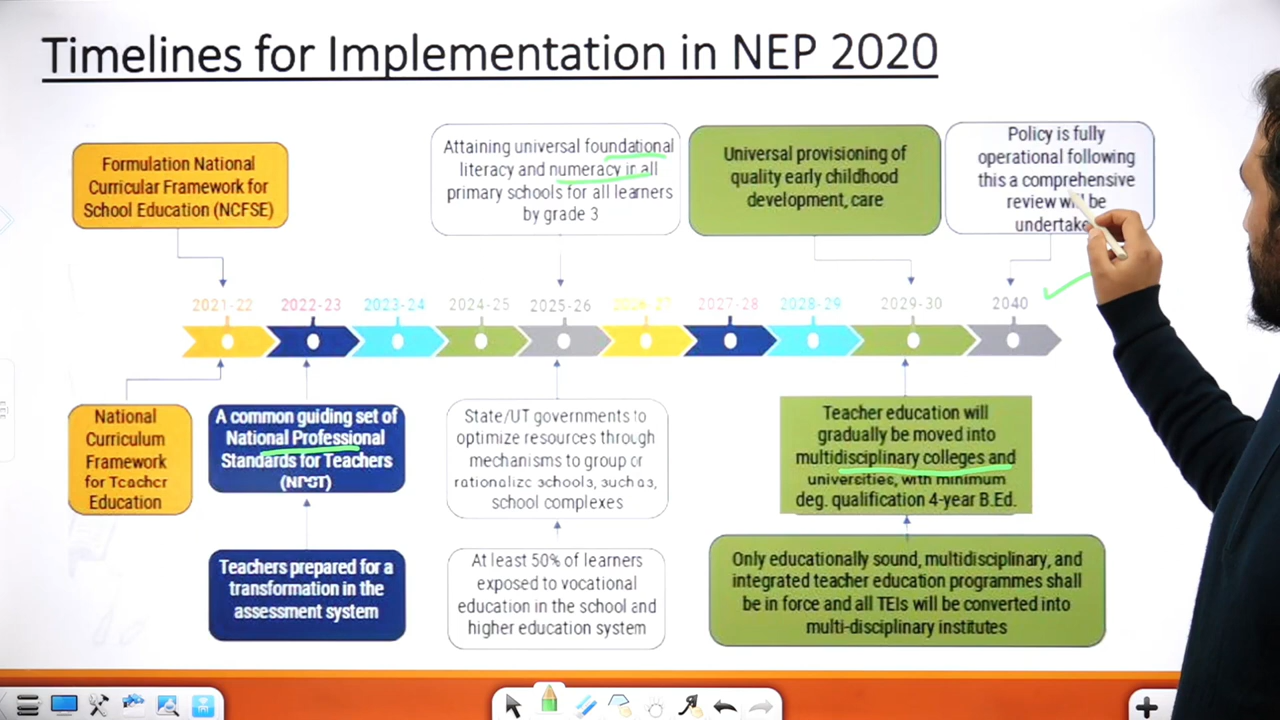 Timelines for Implementation in NEP 2020
Formulation National
Curricular Framework for
School Education (NCFSE)
Attaining universal foundational
literacy and numeracy in all
primary schools for all learners
by grade 3
Universal provisioning of
quality early childhood
development, care
Policy is fully
operational following
this a comprehensive
review will be
undertake
2021-22
2022-23
2023-24
2024-25
2025-26
2026-27
2027-28
2028-29
2029-30
2040
National
Curriculum
Framework
for Teacher
Education
A common guiding set of
National Professional
Standards for Teachers
(NPST)
State/UT governments to
optimize resources through
mechanisms to group or
rationalize schools, such as,
school complexes
Teacher education will
gradually be moved into
multidisciplinary colleges and
universities, with minimum
deg. qualification 4-year B.Ed.
Teachers prepared for a
transformation in the
assessment system
At least 50% of learners
exposed to vocational
education in the school and
higher education system
Only educationally sound, multidisciplinary, and
integrated teacher education programmes shall
be in force and all TEIs will be converted into
multi-disciplinary institutes